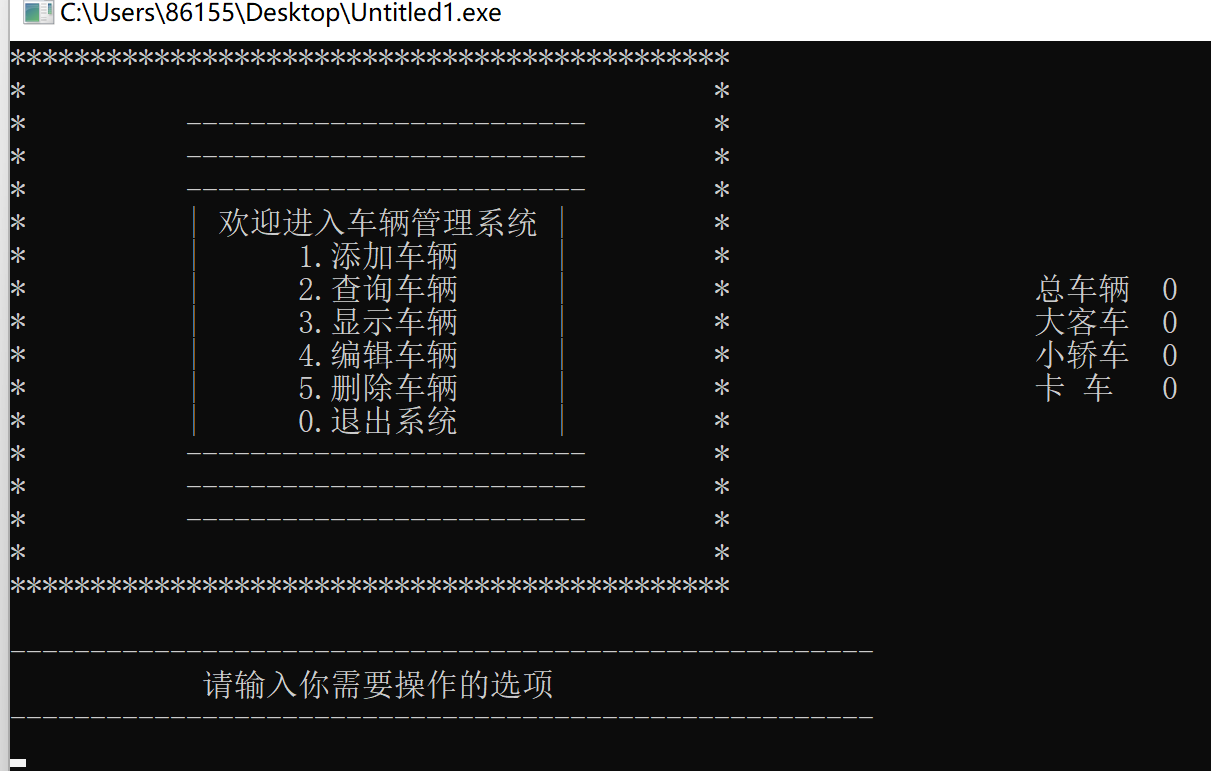 C:\Users\86155\Desktop\Untitled1.exe
*********************************************
* *
* ------------------------- *
* ------------------------- *
* ------------------------- *
* | 欢迎进入车辆管理系统 | *
* | 1.添加车辆 | *
* | 2.查询车辆 | * 总车辆 0
* | 3.显示车辆 | * 大客车 0
* | 4.编辑车辆 | * 小轿车 0
* | 5.删除车辆 | * 卡 车 0
* | 0.退出系统 | *
* ------------------------- *
* ------------------------- *
* ------------------------- *
* *
*********************************************
------------------------------------------------------
请输入你需要操作的选项
------------------------------------------------------